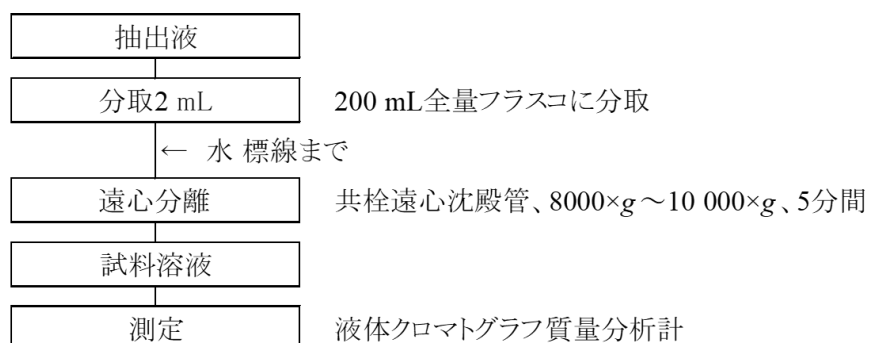 抽出液
分取2 mL 200 mL全量フラスコに分取
← 水 標線まで
遠心分離 共栓遠心沈殿管、8000×g~10 000×g、5分間
試料溶液
測定 液体クロマトグラフ質量分析計